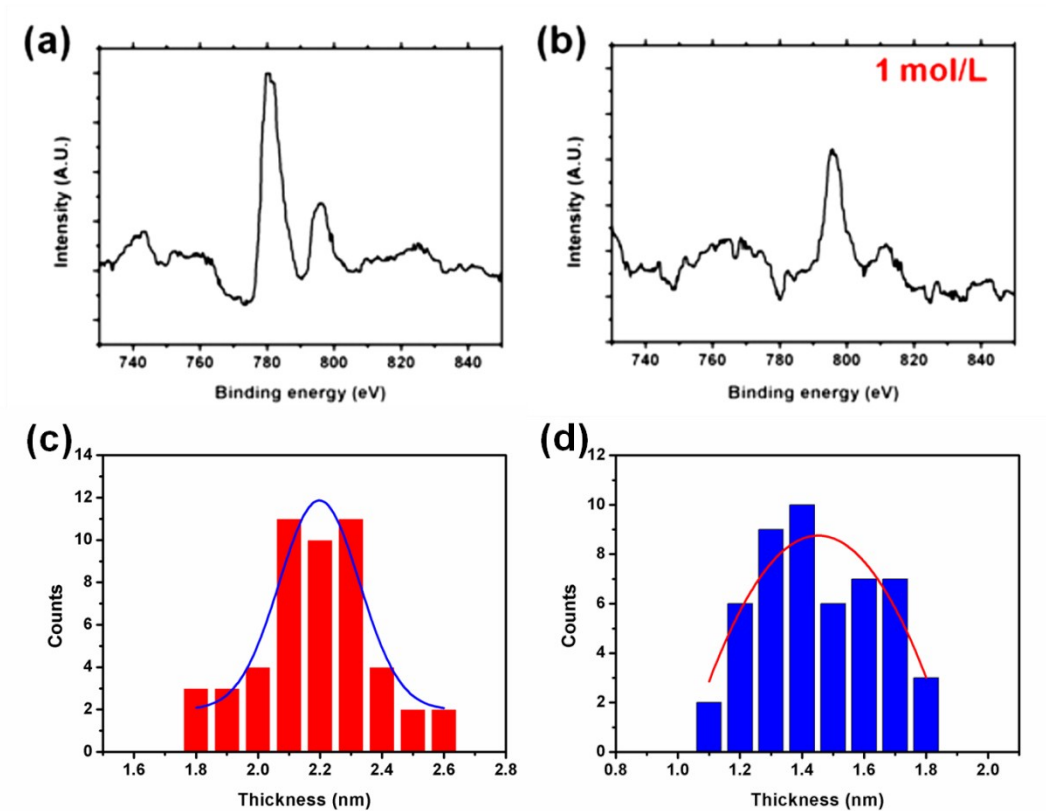 (a)
Intensity (A.U.)
740 760 780 800 820 840
Binding energy (eV)
(b)
1 mol/L
Intensity (A.U.)
740 760 780 800 820 840
Binding energy (eV)
(c)
14
12
10
8
6
4
2
0
Counts
1.6 1.8 2.0 2.2 2.4 2.6 2.8
Thickness (nm)
(d)
12
10
8
6
4
2
0
Counts
1.0 1.2 1.4 1.6 1.8 2.0
Thickness (nm)